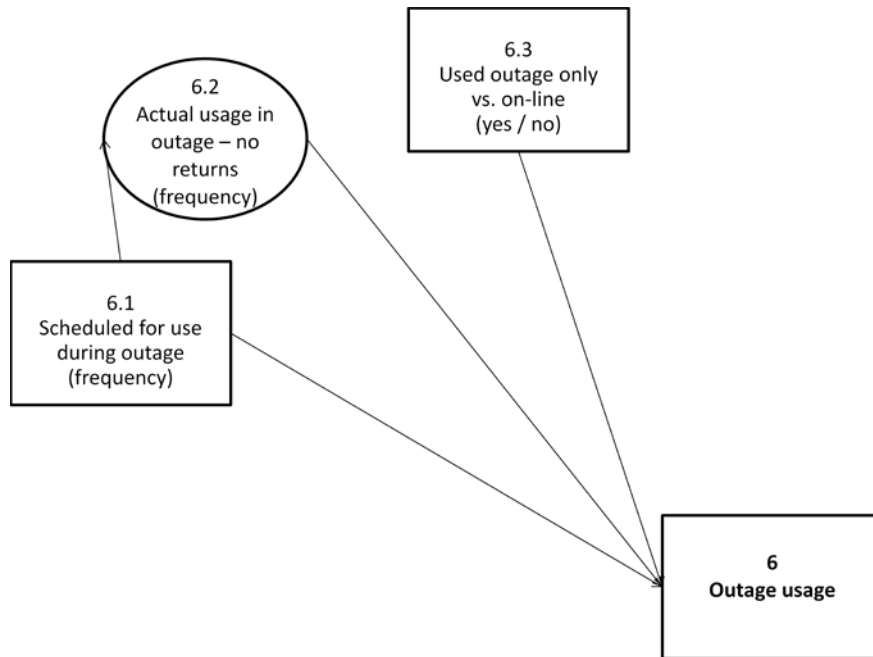 6.2
Actual usage in
outage – no
returns
(frequency)
6.3
Used outage only
vs. on-line
(yes / no)
6.1
Scheduled for use
during outage
(frequency)
6
Outage usage